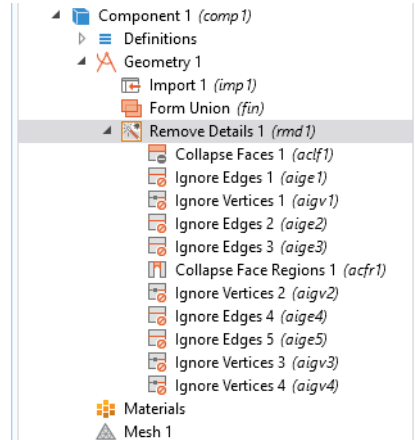 Component 1 (comp1)
Definitions
Geometry 1
Import 1 (imp1)
Form Union (fin)
Remove Details 1 (rmd1)
Collapse Faces 1 (aclf1)
Ignore Edges 1 (aige1)
Ignore Vertices 1 (aigv1)
Ignore Edges 2 (aige2)
Ignore Edges 3 (aige3)
Collapse Face Regions 1 (acfr1)
Ignore Vertices 2 (aigv2)
Ignore Edges 4 (aige4)
Ignore Edges 5 (aige5)
Ignore Vertices 3 (aigv3)
Ignore Vertices 4 (aigv4)
Materials
Mesh 1